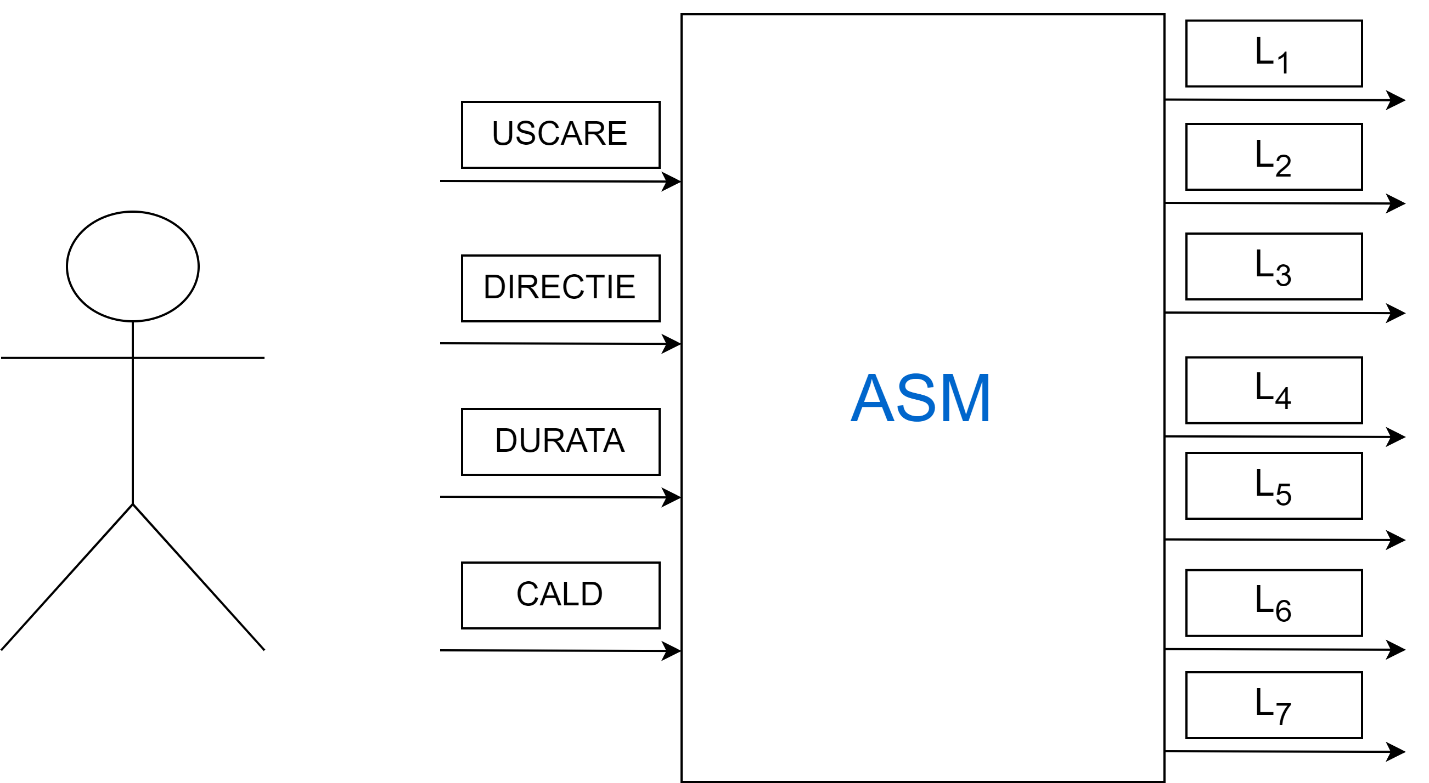 USCARE
DIRECTIE
DURATA
CALD
ASM
L₁
L₂
L₃
L₄
L₅
L₆
L₇